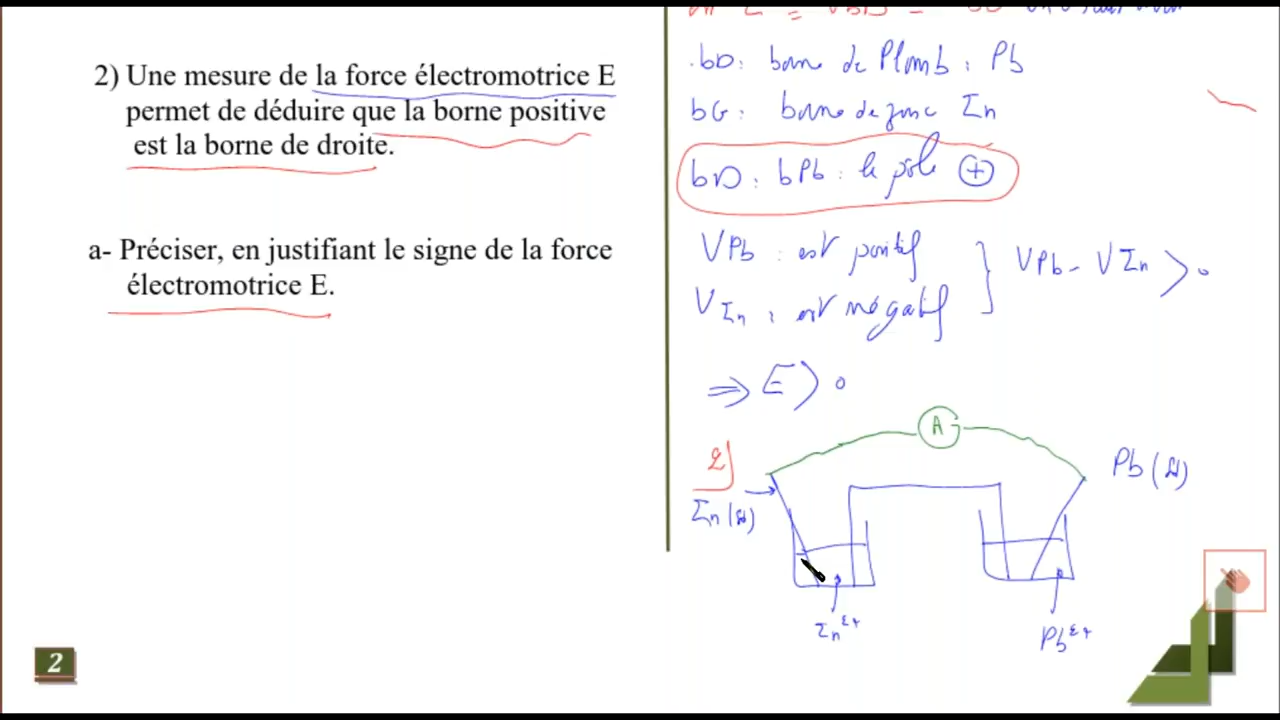 2) Une mesure de la force électromotrice E
permet de déduire que la borne positive
est la borne de droite.
a- Préciser, en justifiant le signe de la force
électromotrice E.
2
bD : borne de Plomb : Pb
bG : borne de zinc Zn
bD : bPb : le pôle +
VPb : est positif
VZn : est négatif
VPb - VZn > 0
⇒ E > 0
A
2)
Pb (s)
Zn (s)
Zn2+
Pb2+